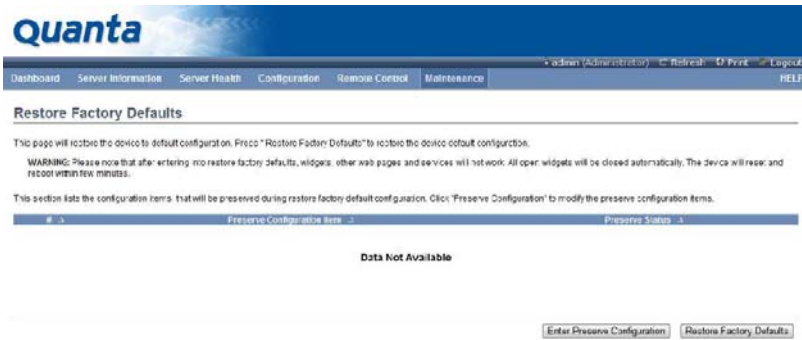 Quanta
admin (Administrator) Refresh Print Logout
Dashboard Server Information Server Health Configuration Remote Control Maintenance HELP
Restore Factory Defaults
This page will restore the device to default configuration. Press "Restore Factory Defaults" to restore the device default configurction.
WARNING: Please note that after entering into restore factory defaults, widgets, other web pages and services will not work. All open widgets will be closed automatically. The device will reset and reboot within few minutes.
This section lists the configuration items, that will be preserved during restore factory default configuration. Click "Preserve Configuration" to modify the preserve configuration items.
# Preserve Configuration Item Preserve Status
Data Not Available
Enter Preserve Configuration Restore Factory Defaults